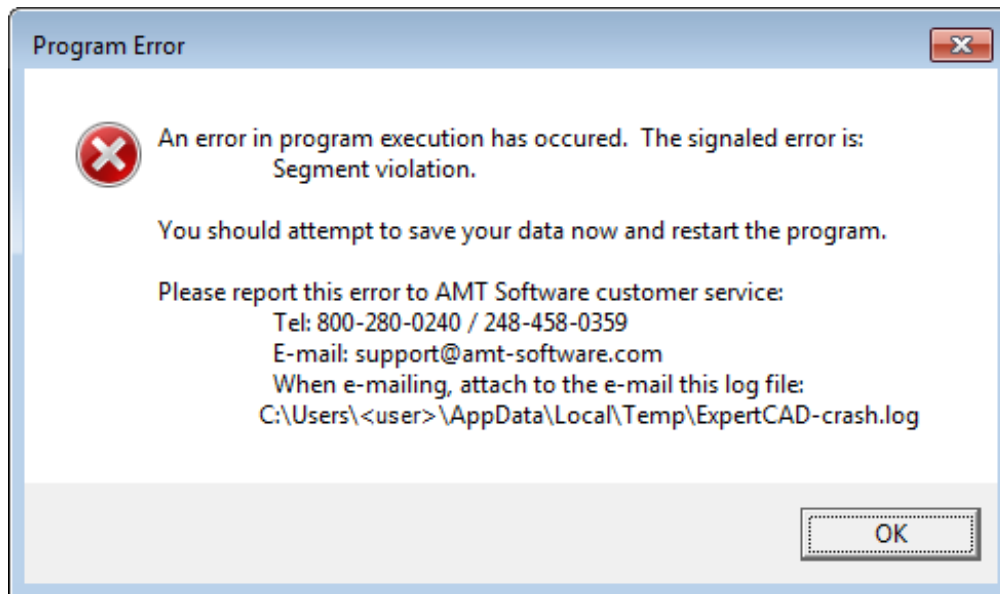 Program Error
An error in program execution has occured. The signaled error is:
Segment violation.
You should attempt to save your data now and restart the program.
Please report this error to AMT Software customer service:
Tel: 800-280-0240 / 248-458-0359
E-mail: support@amt-software.com
When e-mailing, attach to the e-mail this log file:
C:\Users\<user>\AppData\Local\Temp\ExpertCAD-crash.log
OK